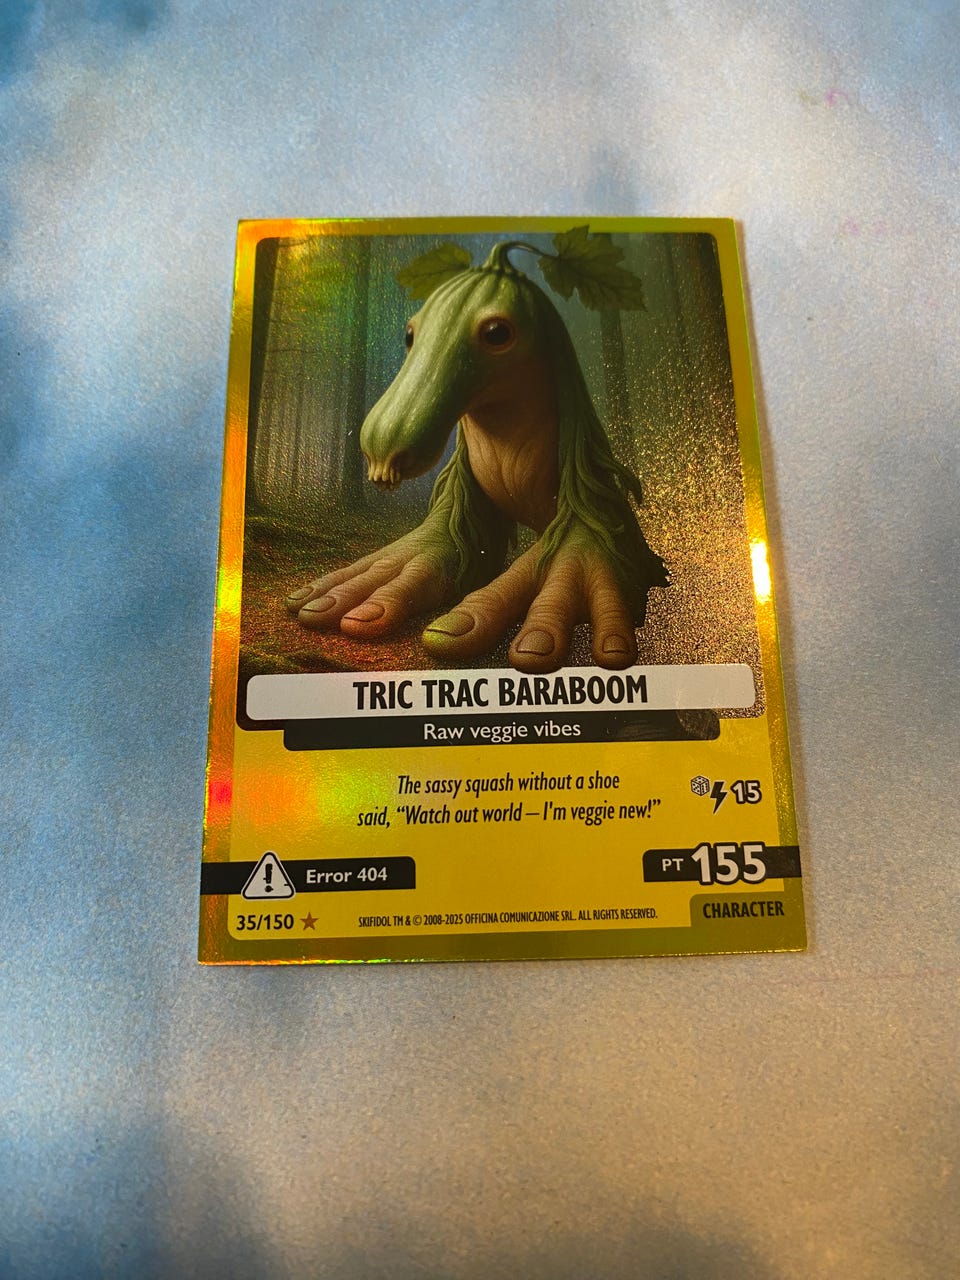 TRIC TRAC BARABOOM
Raw veggie vibes
The sassy squash without a shoe
said, “Watch out world – I'm veggie new!”
15
Error 404
PT 155
35/150
SKIFIDOL TM & © 2008-2025 OFFICINA COMUNICAZIONE SRL. ALL RIGHTS RESERVED.
CHARACTER